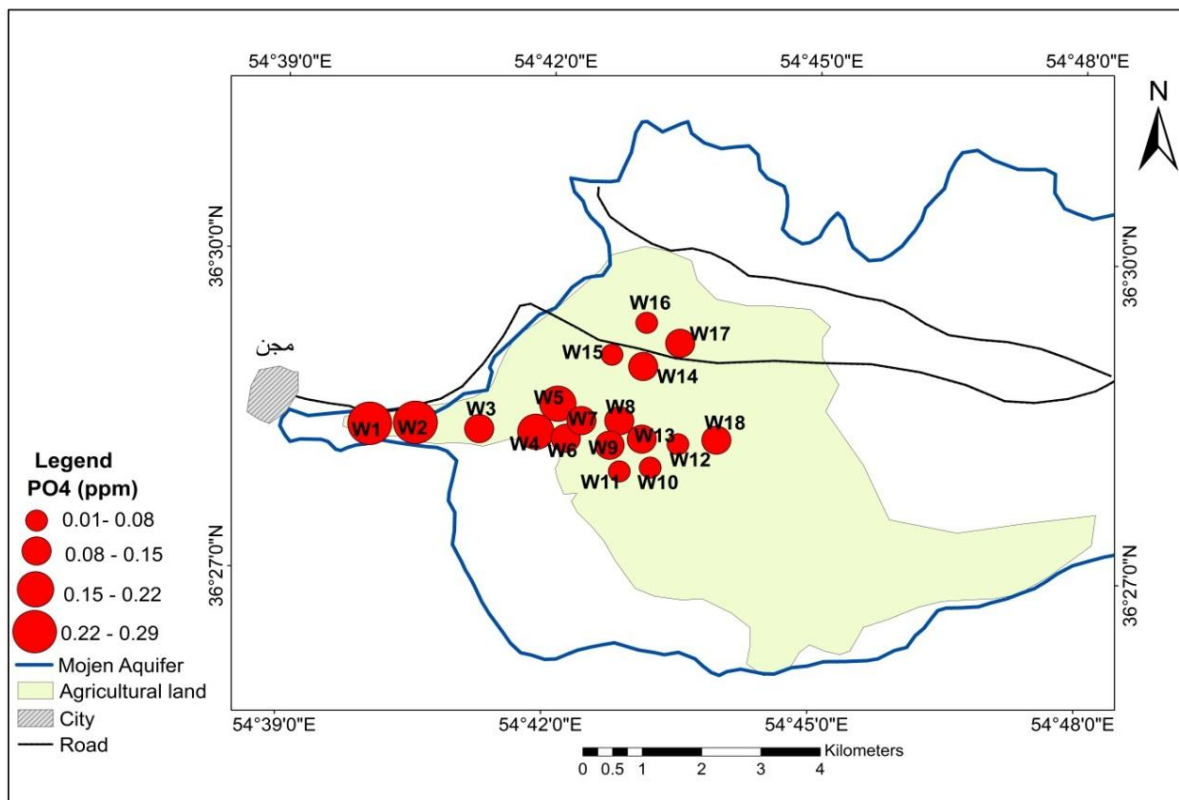 54°39'0"E 54°42'0"E 54°45'0"E 54°48'0"E
N
36°30'0"N
36°30'0"N
W16
W17
W15
W14
مجن
W5
W3
W7
W8
W18
W1
W2
W4
W13
W6
W9
W12
W11
W10
36°27'0"N
36°27'0"N
Legend
PO4 (ppm)
0.01- 0.08
0.08 - 0.15
0.15 - 0.22
0.22 - 0.29
Mojen Aquifer
Agricultural land
City
Road
54°39'0"E 54°42'0"E 54°45'0"E 54°48'0"E
Kilometers
0 0.5 1 2 3 4